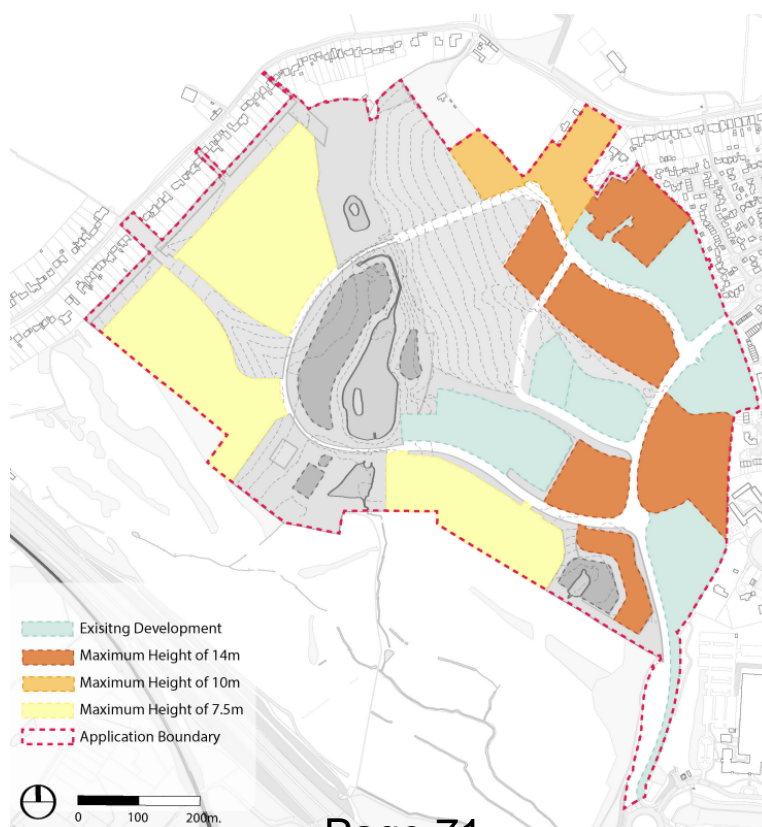 Exisitng Development
Maximum Height of 14m
Maximum Height of 10m
Maximum Height of 7.5m
Application Boundary
0 100 200m.
Page 71